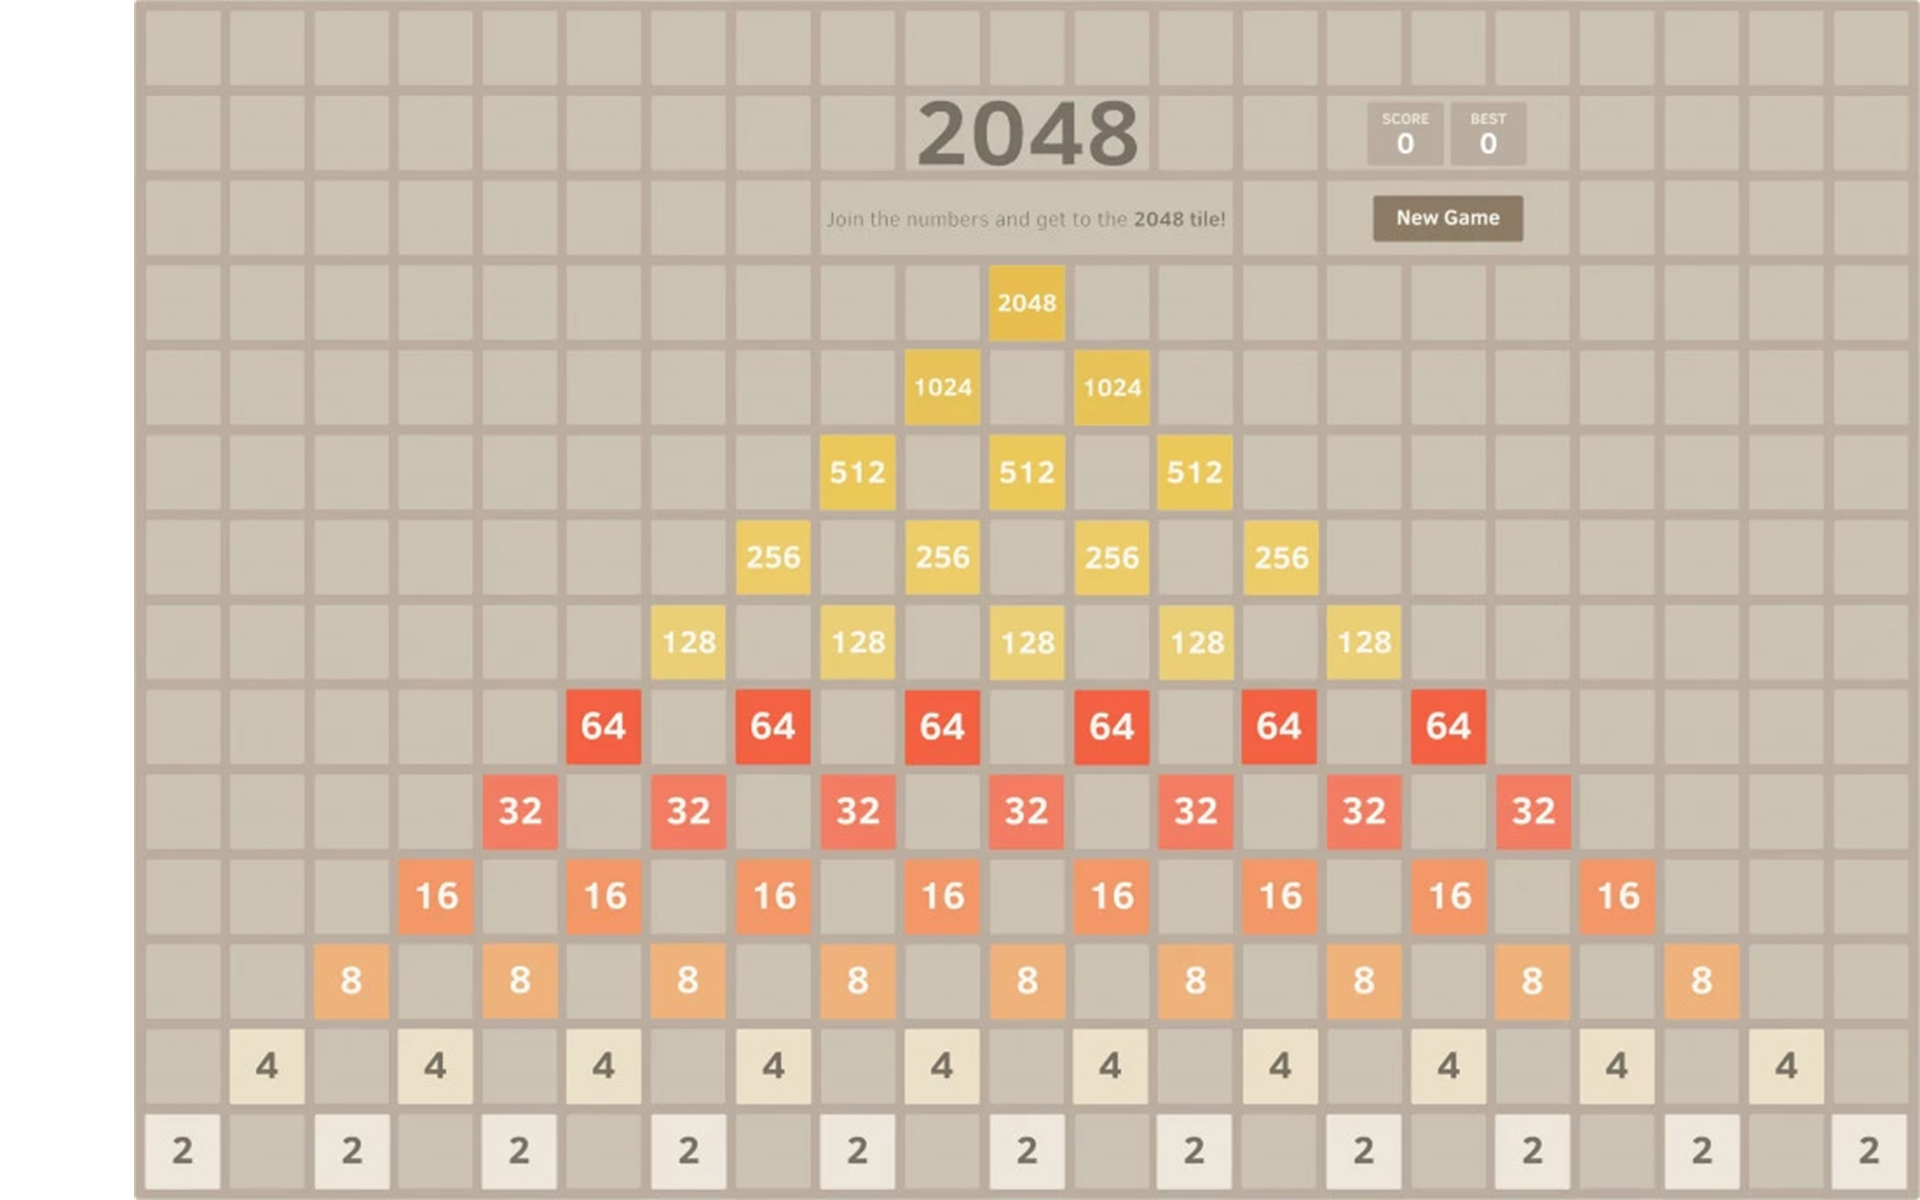 2048
SCORE BEST
0 0
Join the numbers and get to the 2048 tile!
New Game
2048
1024 1024
512 512 512
256 256 256 256
128 128 128 128 128
64 64 64 64 64 64
32 32 32 32 32 32 32
16 16 16 16 16 16 16 16
8 8 8 8 8 8 8 8 8
4 4 4 4 4 4 4 4 4 4
2 2 2 2 2 2 2 2 2 2 2